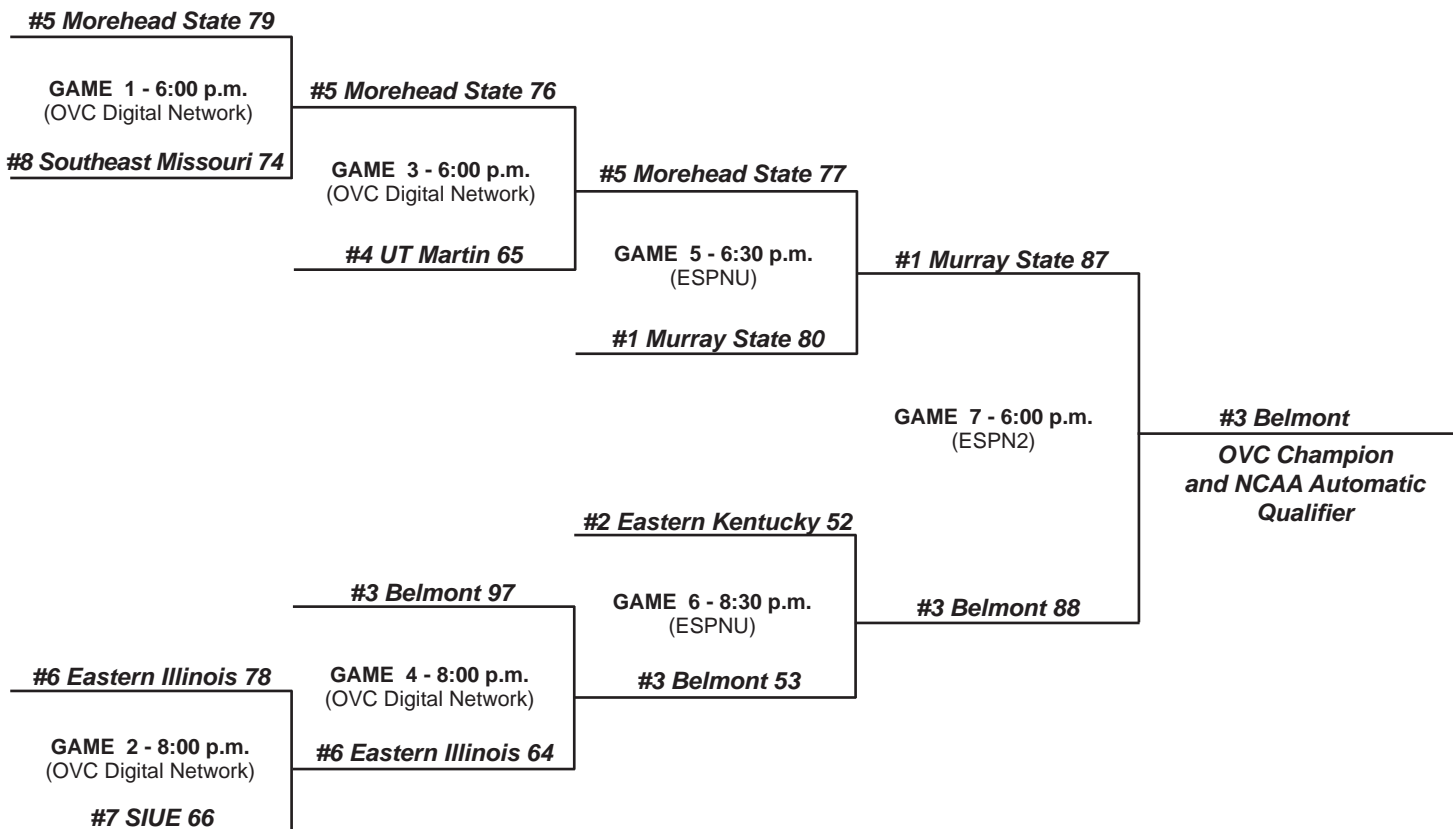 #5 Morehead State 79
GAME 1 - 6:00 p.m.
(OVC Digital Network)
#8 Southeast Missouri 74
#5 Morehead State 76
GAME 3 - 6:00 p.m.
(OVC Digital Network)
#4 UT Martin 65
#5 Morehead State 77
GAME 5 - 6:30 p.m.
(ESPNU)
#1 Murray State 80
#1 Murray State 87
GAME 7 - 6:00 p.m.
(ESPN2)
#3 Belmont
OVC Champion
and NCAA Automatic
Qualifier
#2 Eastern Kentucky 52
GAME 6 - 8:30 p.m.
(ESPNU)
#3 Belmont 53
#3 Belmont 88
#3 Belmont 97
GAME 4 - 8:00 p.m.
(OVC Digital Network)
#6 Eastern Illinois 64
#6 Eastern Illinois 78
GAME 2 - 8:00 p.m.
(OVC Digital Network)
#7 SIUE 66